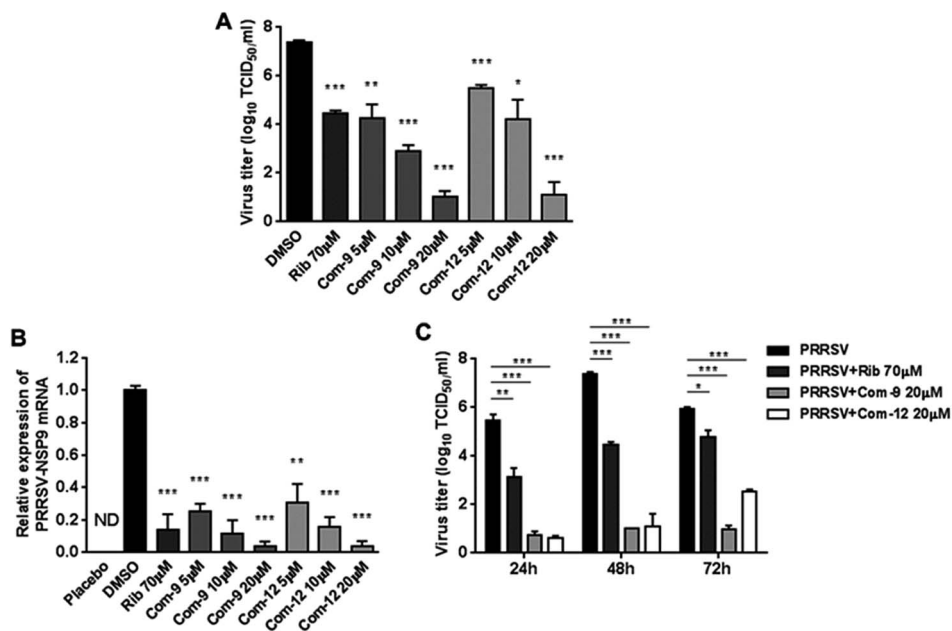 A
Virus titer (log10 TCID50/ml)
8
6
4
2
0
***
**
***
***
***
*
***
DMSO
Rib 70μM
Com-9 5μM
Com-9 10μM
Com-9 20μM
Com-12 5μM
Com-12 10μM
Com-12 20μM
B
Relative expression of
PRRSV-NSP9 mRNA
1.2
1.0
0.8
0.6
0.4
0.2
0.0
ND
***
***
***
***
**
***
***
Placebo
DMSO
Rib 70μM
Com-9 5μM
Com-9 10μM
Com-9 20μM
Com-12 5μM
Com-12 10μM
Com-12 20μM
C
Virus titer (log10 TCID50/ml)
8
6
4
2
0
***
***
**
***
***
***
***
***
*
24h
48h
72h
PRRSV
PRRSV+Rib 70μM
PRRSV+Com-9 20μM
PRRSV+Com-12 20μM